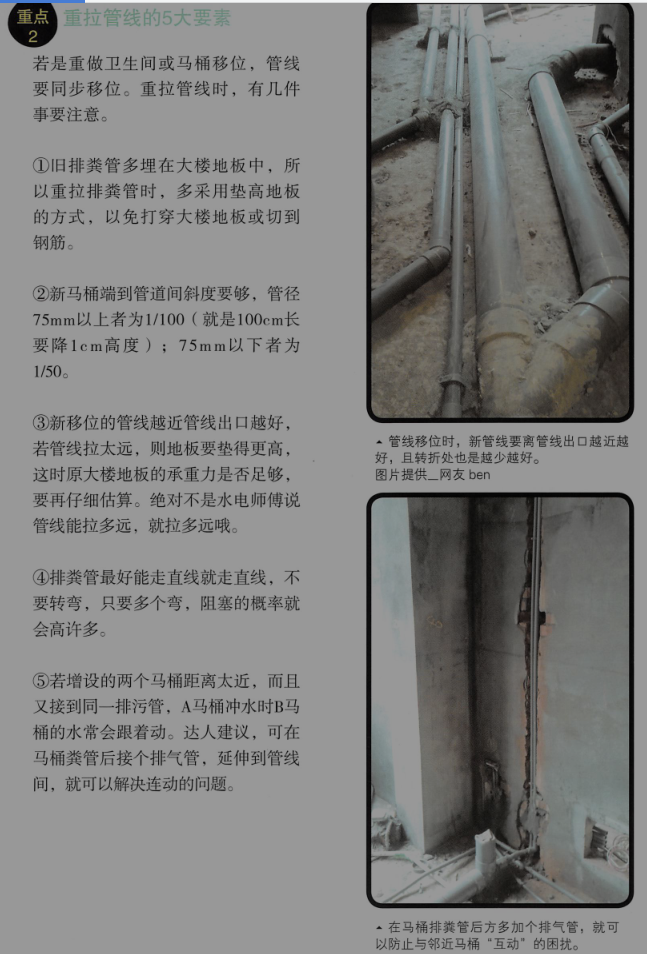 重点
2
重拉管线的5大要素
若是重做卫生间或马桶移位，管线
要同步移位。重拉管线时，有几件
事要注意。
①旧排粪管多埋在大楼地板中，所
以重拉排粪管时，多采用垫高地板
的方式，以免打穿大楼地板或切到
钢筋。
②新马桶端到管道间斜度要够，管径
75mm以上者为1/100（就是100cm长
要降1cm高度）；75mm以下者为
1/50。
③新移位的管线越近管线出口越好，
若管线拉太远，则地板要垫得更高，
这时原大楼地板的承重力是否足够，
要再仔细估算。绝对不是水电师傅说
管线能拉多远，就拉多远哦。
④排粪管最好能走直线就走直线，不
要转弯，只要多个弯，阻塞的概率就
会高许多。
⑤若增设的两个马桶距离太近，而且
又接到同一排污管，A马桶冲水时B马
桶的水常会跟着动。达人建议，可在
马桶粪管后接个排气管，延伸到管线
间，就可以解决连动的问题。
管线移位时，新管线要离管线出口越近越
好，且转折处也是越少越好。
图片提供__网友 ben
在马桶排粪管后方多加个排气管，就可
以防止与邻近马桶“互动”的困扰。